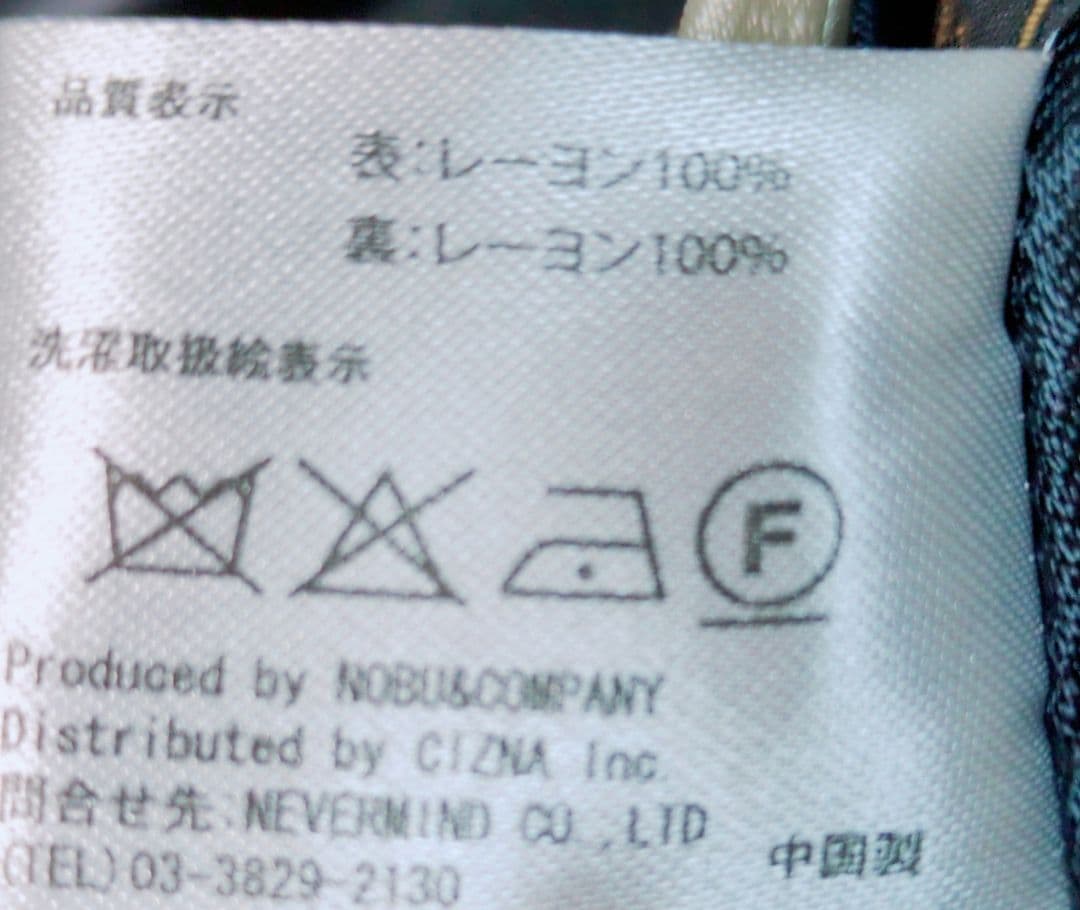 品質表示
表:レーヨン100%
裏:レーヨン100%
洗濯取扱絵表示
F
Produced by NOBU&COMPANY
Distributed by CIZNA Inc.
問合せ先:NEVERMIND CO.,LTD
(TEL)03-3829-2130
中国製